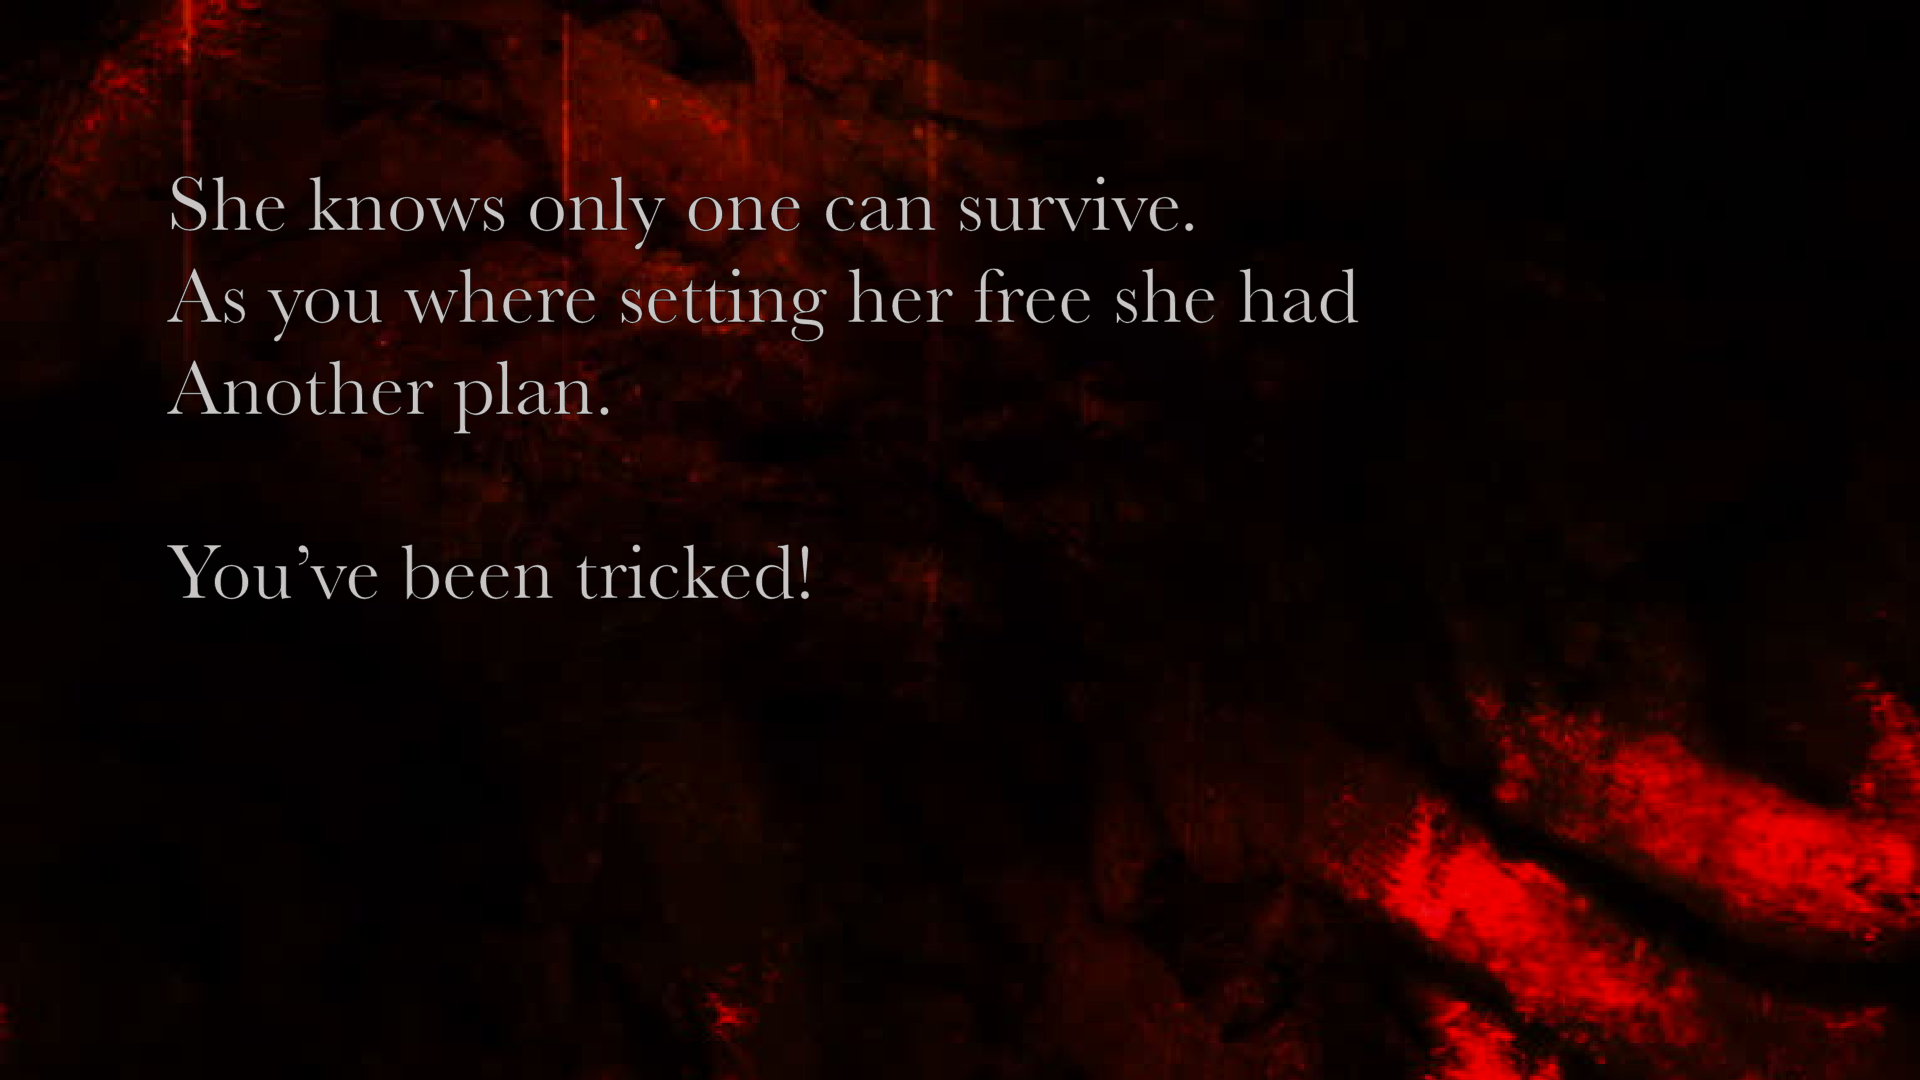 She knows only one can survive.
As you where setting her free she had
Another plan.
You’ve been tricked!